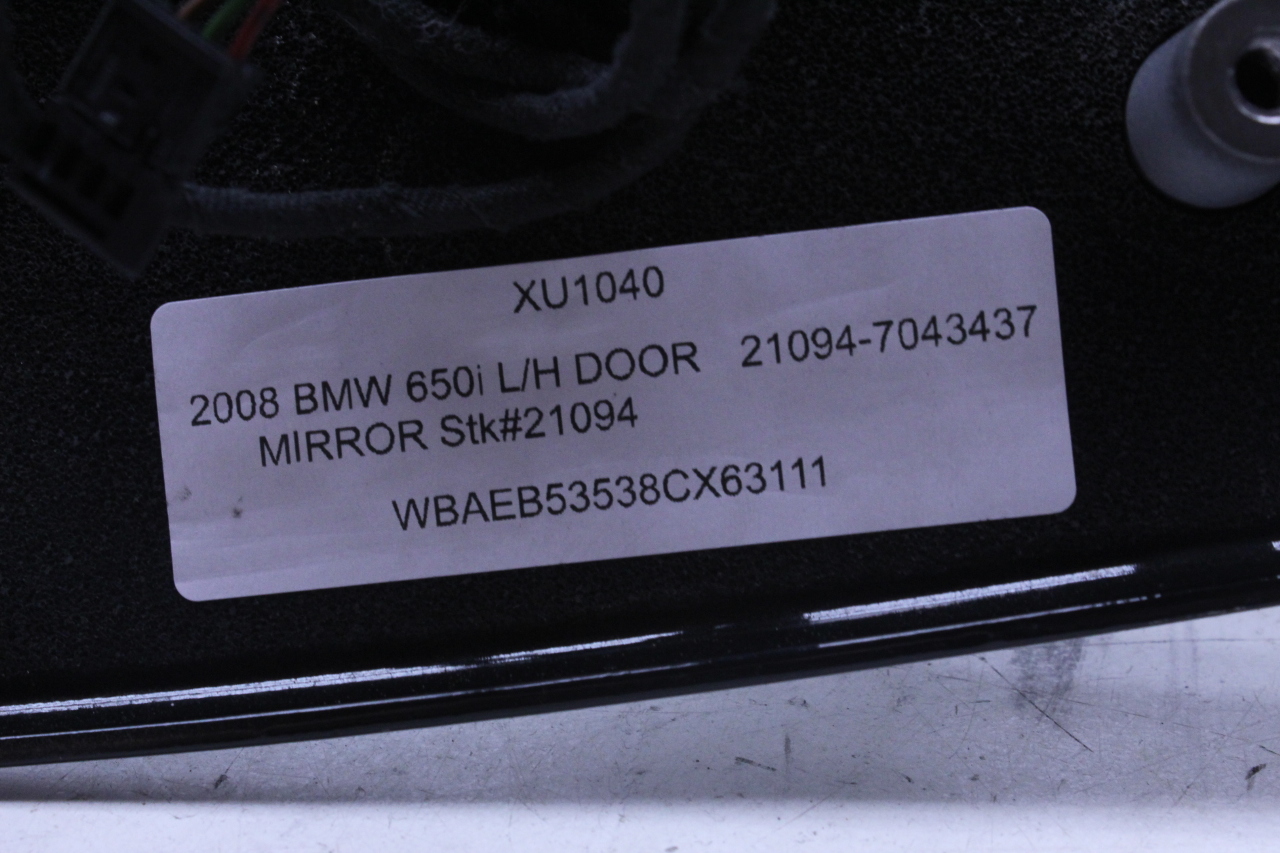 XU1040
2008 BMW 650i L/H DOOR 21094-7043437
MIRROR Stk#21094
WBAEB53538CX63111